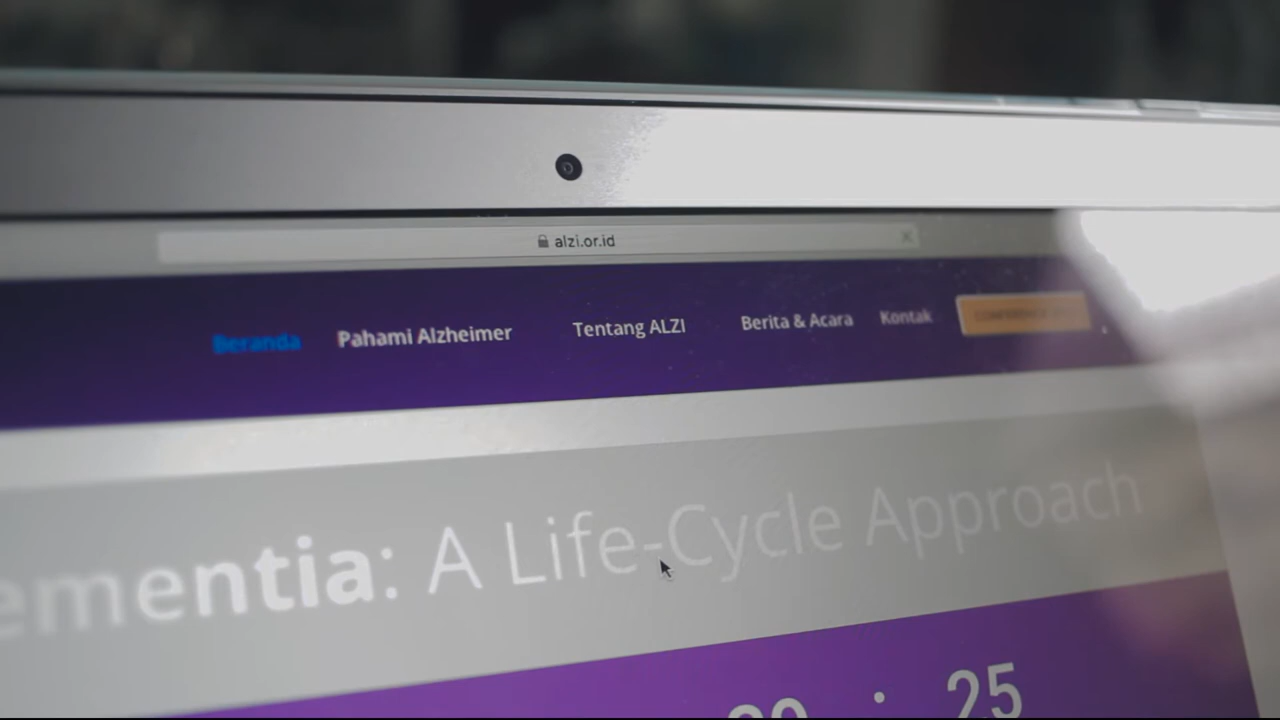 alzi.or.id
Beranda Pahami Alzheimer Tentang ALZI Berita & Acara Kontak
ementia: A Life-Cycle Approach
: 25